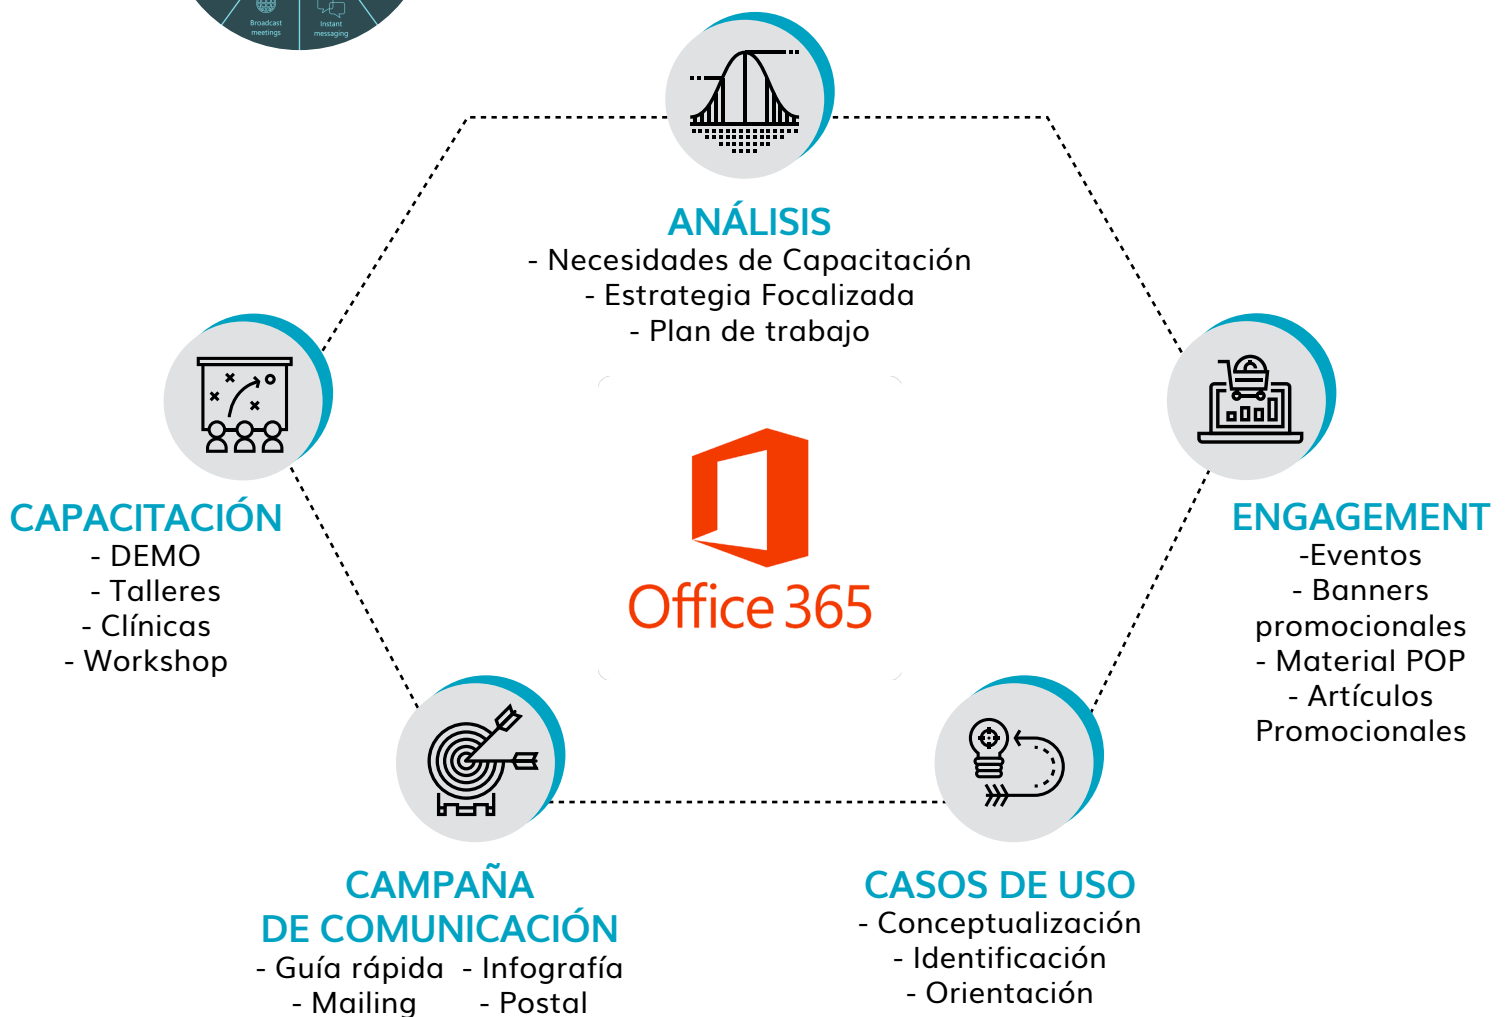 Broadcast
meetings
Instant
messaging
ANÁLISIS
- Necesidades de Capacitación
- Estrategia Focalizada
- Plan de trabajo
CAPACITACIÓN
- DEMO
- Talleres
- Clínicas
- Workshop
Office 365
ENGAGEMENT
-Eventos
- Banners
promocionales
- Material POP
- Artículos
Promocionales
CAMPAÑA
DE COMUNICACIÓN
- Guía rápida - Infografía
- Mailing - Postal
CASOS DE USO
- Conceptualización
- Identificación
- Orientación